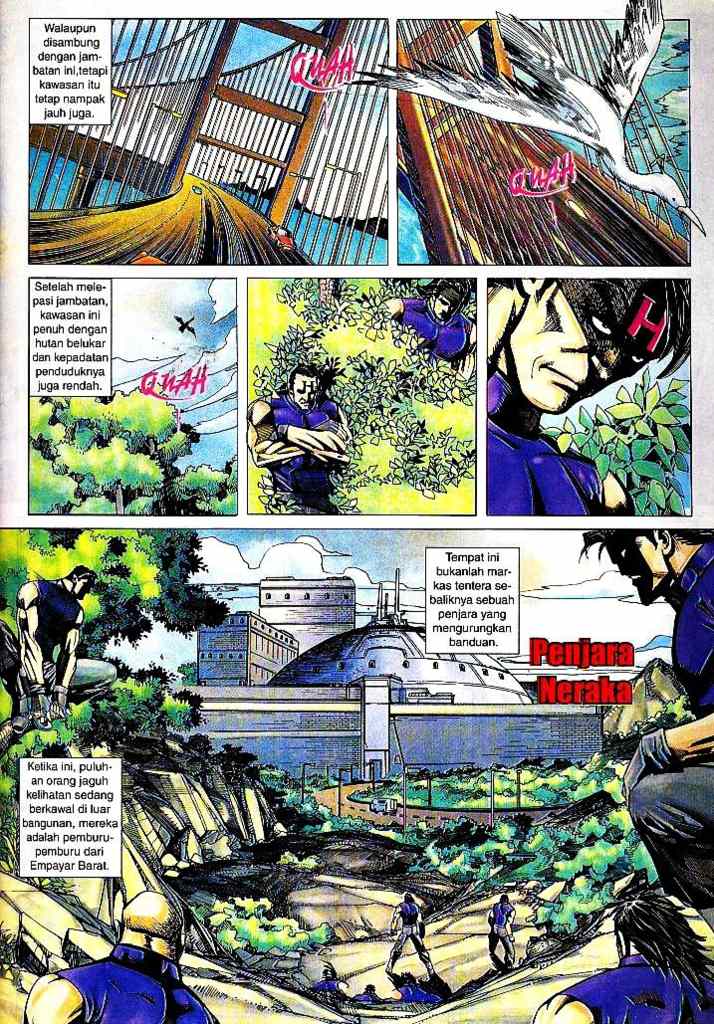 Walaupun
disambung
dengan jam-
batan ini,tetapi
kawasan itu
tetap nampak
jauh juga.
QUAH
QUAH
Setelah mele-
pasi jambatan,
kawasan ini
penuh dengan
hutan belukar
dan kepadatan
penduduknya
juga rendah.
QUAH
H
H
Tempat ini
bukanlah mar-
kas tentera se-
baliknya sebuah
penjara yang
mengurungkan
banduan.
Penjara
Neraka
Ketika ini, puluh-
an orang jaguh
kelihatan sedang
berkawal di luar
bangunan, mereka
adalah pemburu-
pemburu dari
Empayar Barat.